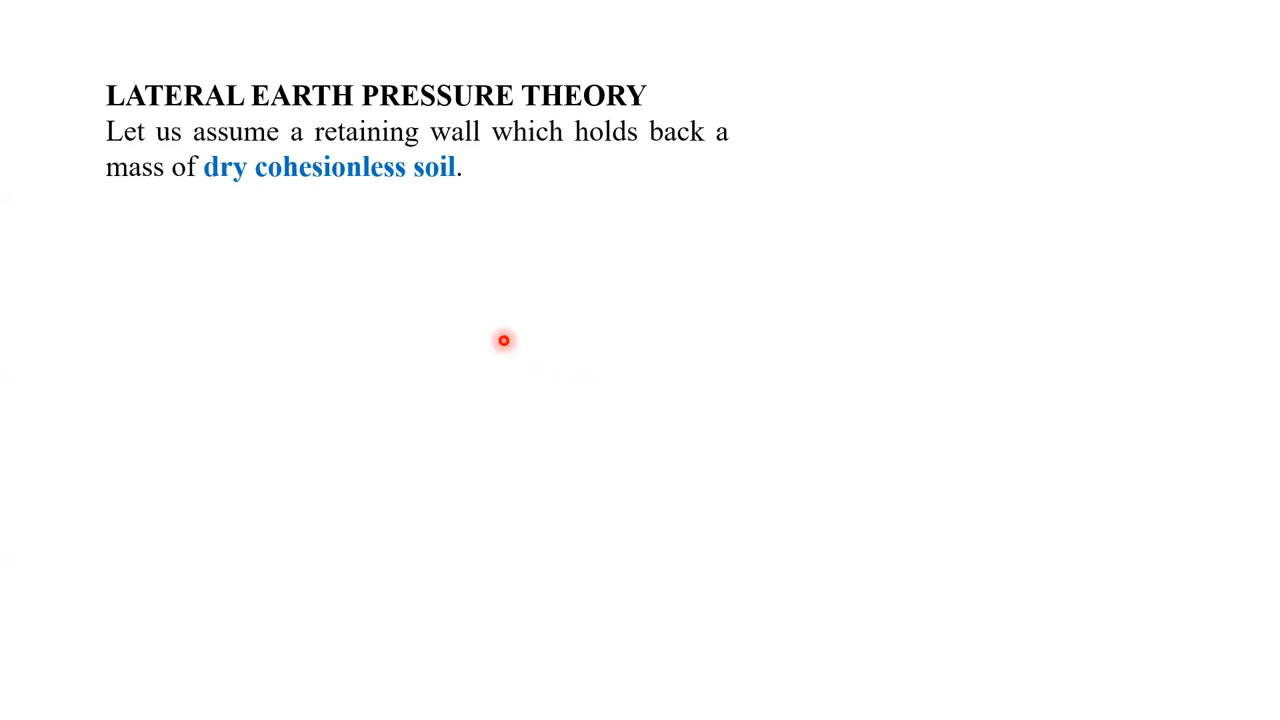 LATERAL EARTH PRESSURE THEORY
Let us assume a retaining wall which holds back a
mass of dry cohesionless soil.